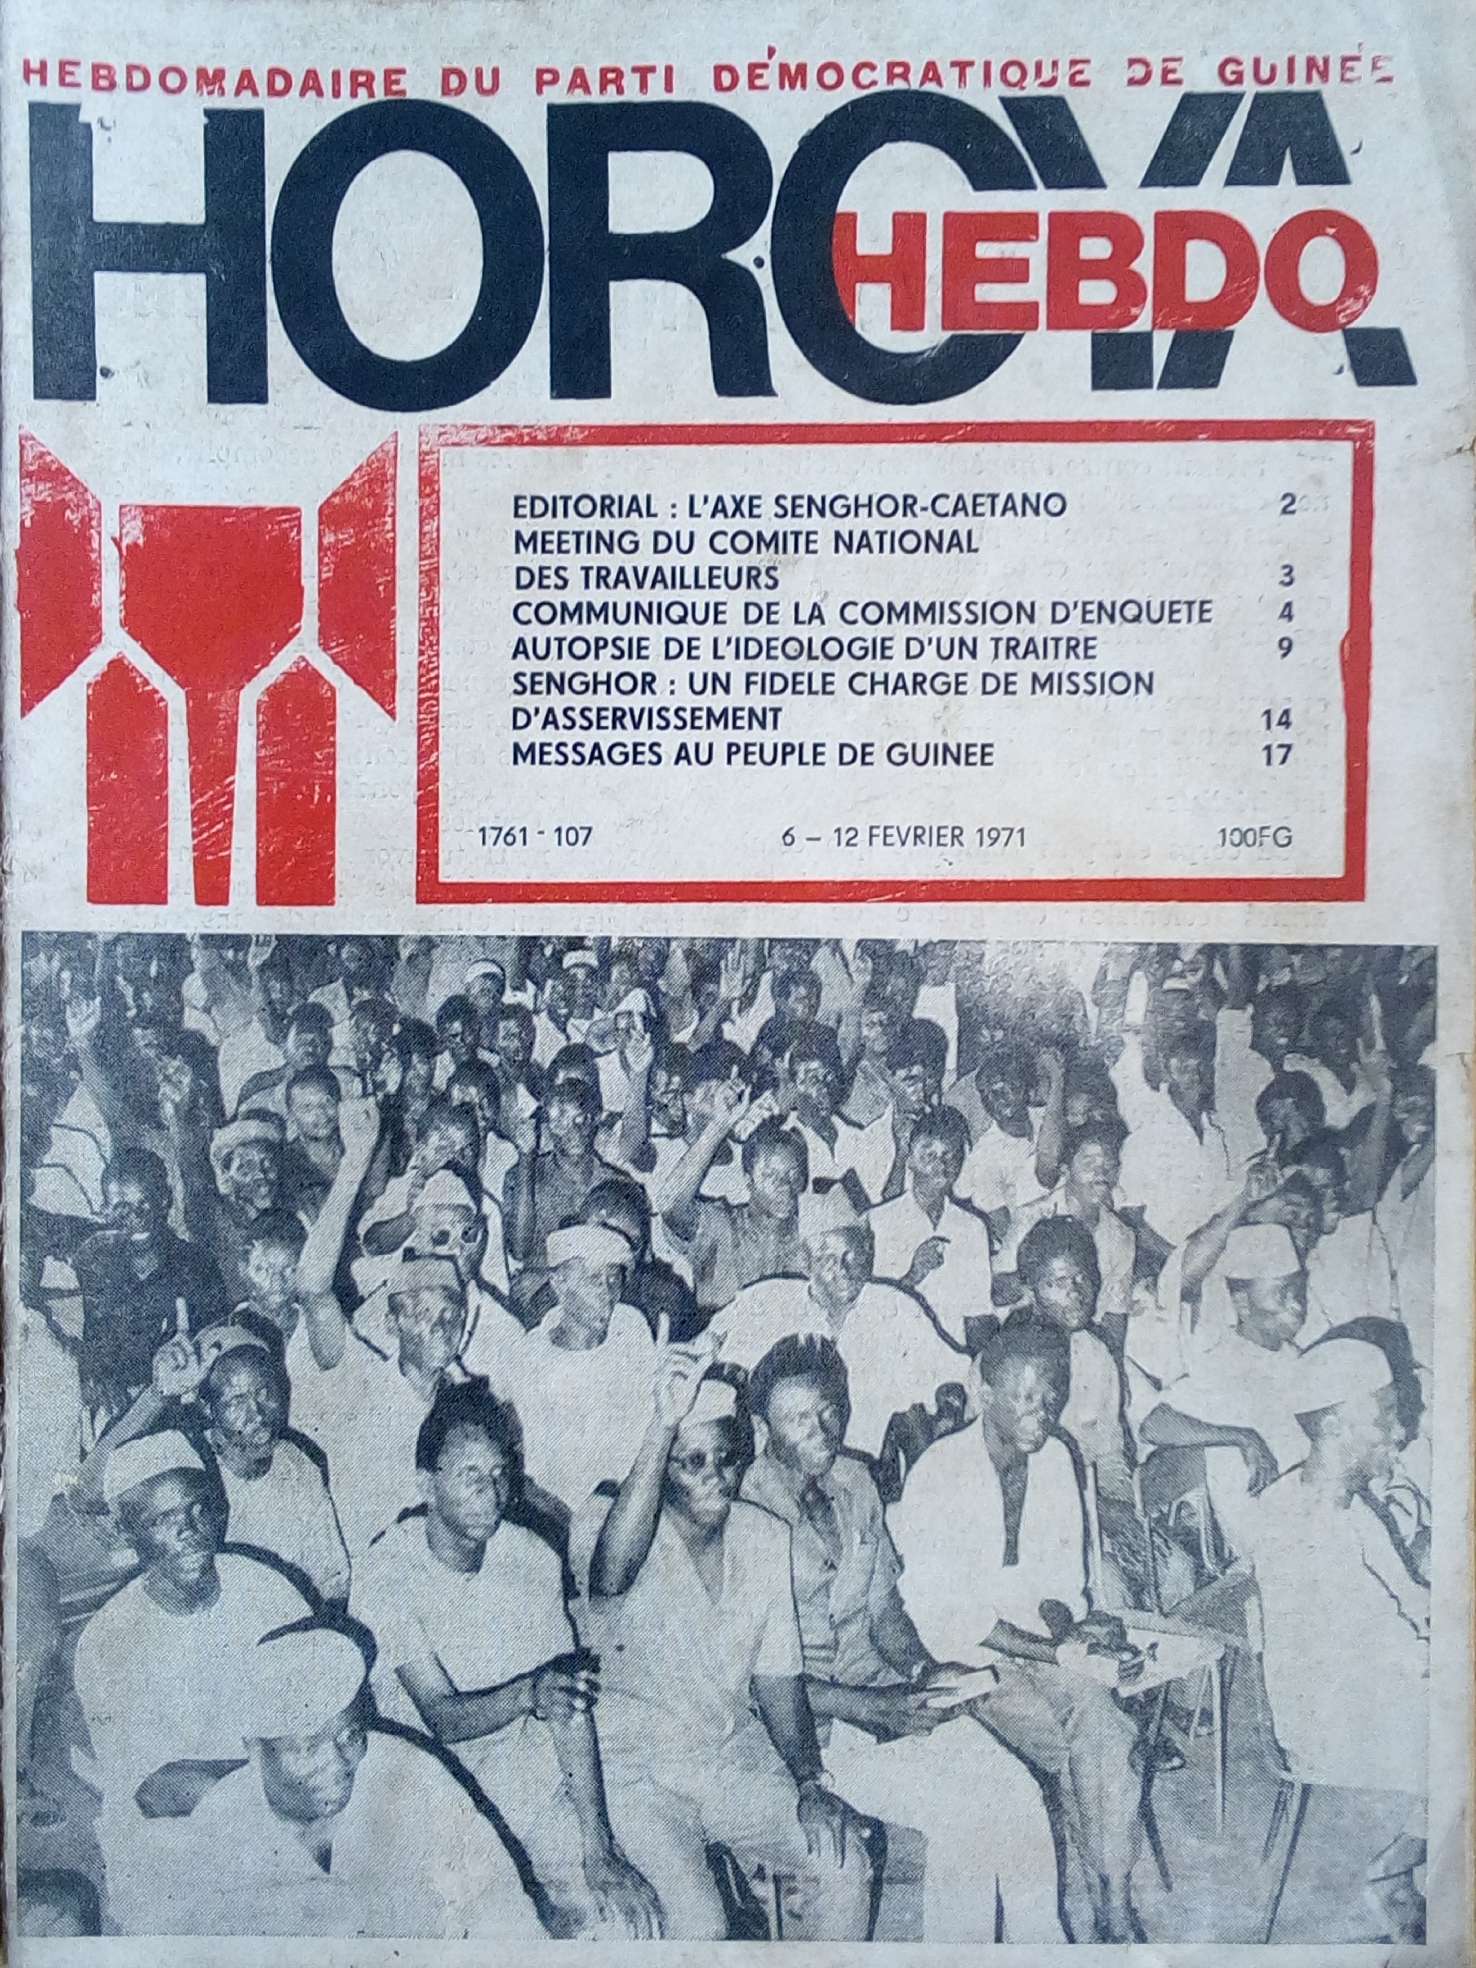 HEBDOMADAIRE DU PARTI DÉMOCRATIQUE DE GUINÉE
HOROYA
HEBDO
EDITORIAL : L'AXE SENGHOR-CAETANO 2
MEETING DU COMITE NATIONAL
DES TRAVAILLEURS 3
COMMUNIQUE DE LA COMMISSION D'ENQUETE 4
AUTOPSIE DE L'IDEOLOGIE D'UN TRAITRE 9
SENGHOR : UN FIDELE CHARGE DE MISSION
D'ASSERVISSEMENT 14
MESSAGES AU PEUPLE DE GUINEE 17
1761 - 107 6 – 12 FEVRIER 1971 100FG